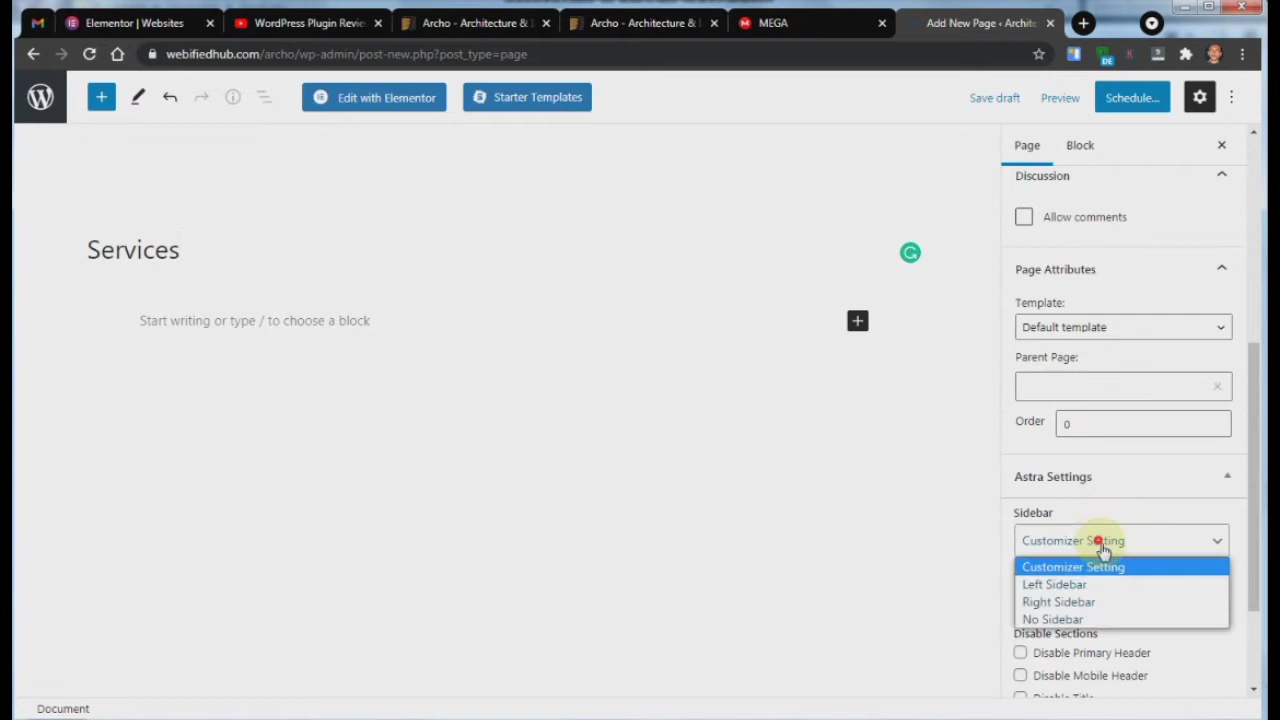 Elementor | Websites
WordPress Plugin Revie
Archo - Architecture &
Archo - Architecture &
MEGA
Add New Page ‹ Archite
webifiedhub.com/archo/wp-admin/post-new.php?post_type=page
DE
Edit with Elementor
Starter Templates
Save draft
Preview
Schedule...
Page
Block
Discussion
Allow comments
Services
Page Attributes
Start writing or type / to choose a block
Template:
Default template
Parent Page:
Order
0
Astra Settings
Sidebar
Customizer Setting
Customizer Setting
Left Sidebar
Right Sidebar
No Sidebar
Disable Sections
Disable Primary Header
Disable Mobile Header
Disable Title
Document